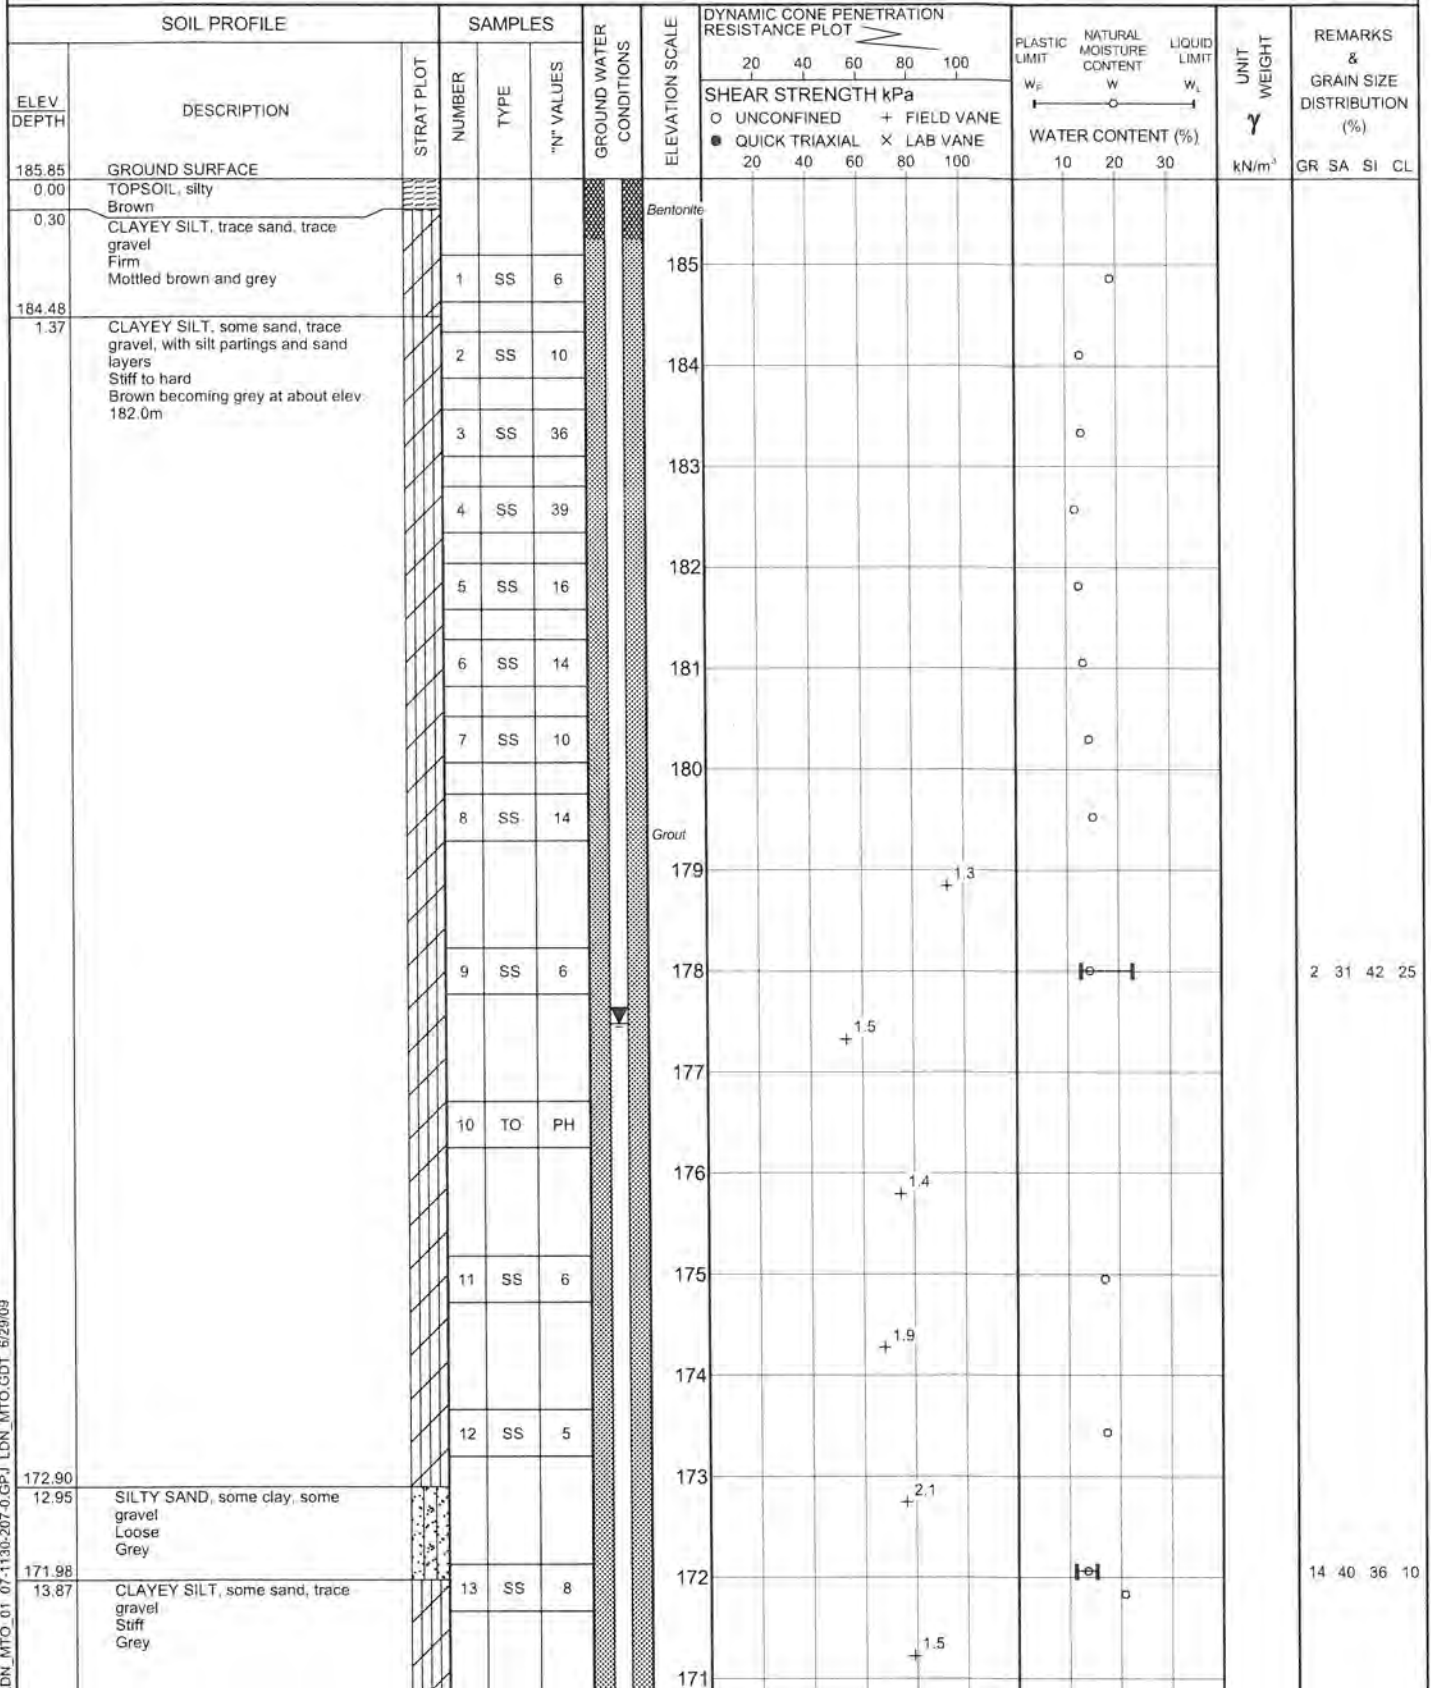 SOIL PROFILE
SAMPLES
GROUND WATER CONDITIONS
ELEVATION SCALE
DYNAMIC CONE PENETRATION
RESISTANCE PLOT
20 40 60 80 100
PLASTIC LIMIT
NATURAL MOISTURE CONTENT
LIQUID LIMIT
UNIT WEIGHT
REMARKS
&
GRAIN SIZE
DISTRIBUTION
(%)
ELEV
DEPTH
DESCRIPTION
STRAT PLOT
NUMBER
TYPE
"N" VALUES
SHEAR STRENGTH kPa
o UNCONFINED + FIELD VANE
● QUICK TRIAXIAL × LAB VANE
20 40 60 80 100
WP W WL
WATER CONTENT (%)
10 20 30
γ
kN/m³
GR SA SI CL
185.85 GROUND SURFACE
0.00 TOPSOIL, silty
Brown
Bentonite
0.30 CLAYEY SILT, trace sand, trace
gravel
Firm
Mottled brown and grey
185
1 SS 6
184.48
1.37 CLAYEY SILT, some sand, trace
gravel, with silt partings and sand
layers
Stiff to hard
Brown becoming grey at about elev
182.0m
2 SS 10
184
3 SS 36
183
4 SS 39
182
5 SS 16
6 SS 14
181
7 SS 10
180
8 SS 14
Grout
179
+ 1.3
9 SS 6
178
2 31 42 25
+ 1.5
177
10 TO PH
176
+ 1.4
11 SS 6
175
+ 1.9
174
12 SS 5
173
172.90
12.95 SILTY SAND, some clay, some
gravel
Loose
Grey
+ 2.1
172
14 40 36 10
171.98
13.87 CLAYEY SILT, some sand, trace
gravel
Stiff
Grey
13 SS 8
+ 1.5
171
DN_MTO_01 07-1130-207-0.GPJ LDN_MTO.GDT 6/29/09